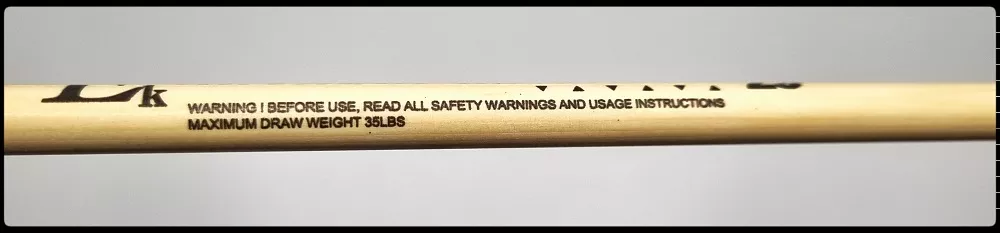 k
WARNING ! BEFORE USE, READ ALL SAFETY WARNINGS AND USAGE INSTRUCTIONS
MAXIMUM DRAW WEIGHT 35LBS